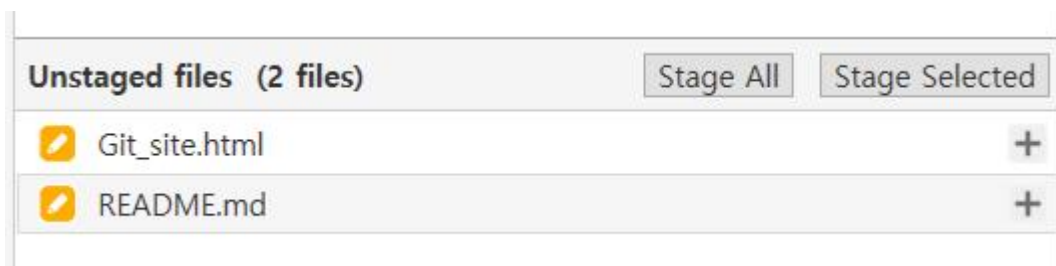 Unstaged files (2 files) Stage All Stage Selected
Git_site.html
README.md